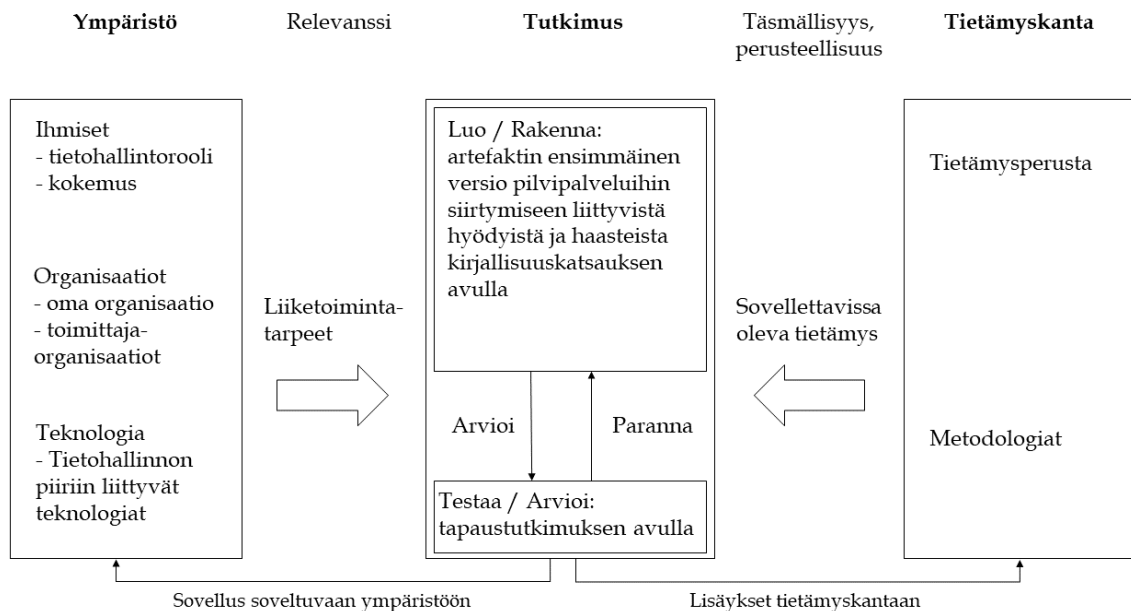 Ympäristö
Relevanssi
Tutkimus
Täsmällisyys,
perusteellisuus
Tietämyskanta
Ihmiset
- tietohallintorooli
- kokemus
Organisaatiot
- oma organisaatio
- toimittaja-
organisaatiot
Teknologia
- Tietohallinnon
piiriin liittyvät
teknologiat
Liiketoiminta-
tarpeet
Luo / Rakenna:
artefaktin ensimmäinen
versio pilvipalveluihin
siirtymiseen liittyvistä
hyödyistä ja haasteista
kirjallisuuskatsauksen
avulla
Arvioi
Paranna
Testaa / Arvioi:
tapaustutkimuksen avulla
Sovellettavissa
oleva tietämys
Tietämysperusta
Metodologiat
Sovellus soveltuvaan ympäristöön
Lisäykset tietämyskantaan